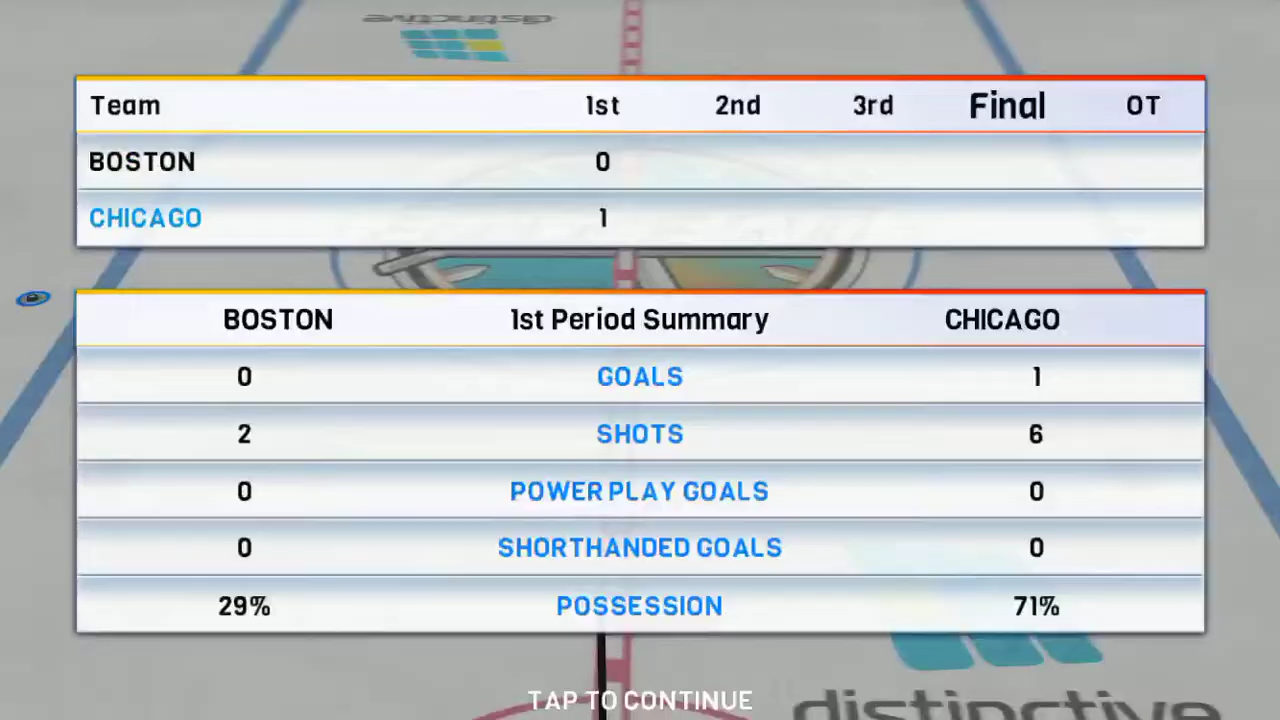 distinctive
Team 1st 2nd 3rd Final OT
BOSTON 0
CHICAGO 1
BOSTON 1st Period Summary CHICAGO
0 GOALS 1
2 SHOTS 6
0 POWER PLAY GOALS 0
0 SHORTHANDED GOALS 0
29% POSSESSION 71%
TAP TO CONTINUE
distinctive